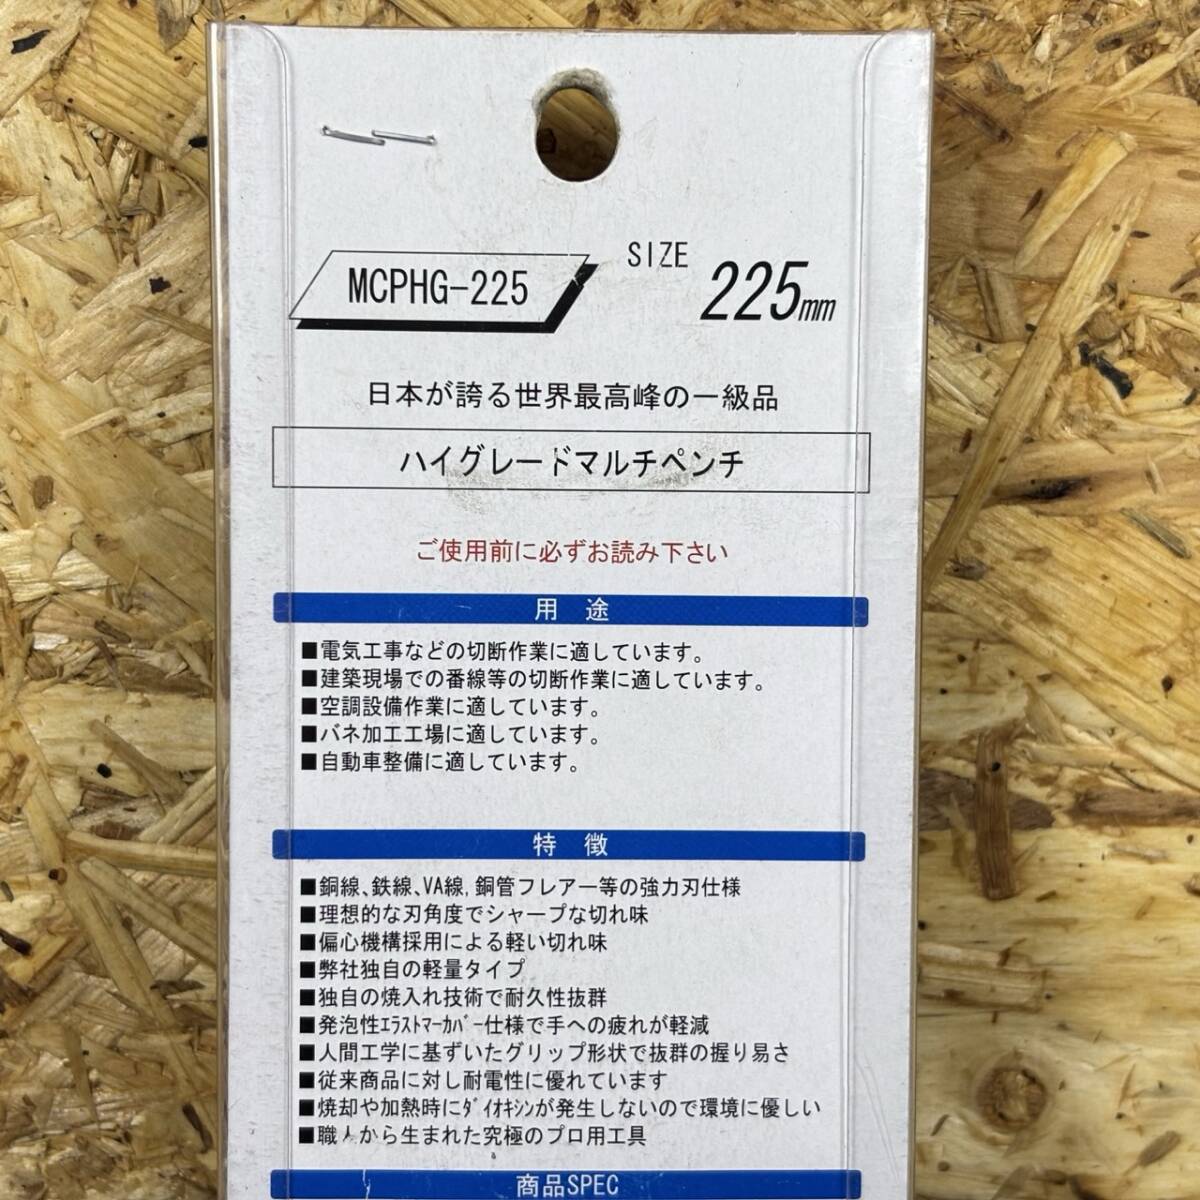 MCPHG-225
SIZE 225mm
日本が誇る世界最高峰の一級品
ハイグレードマルチペンチ
ご使用前に必ずお読み下さい
用 途
■電気工事などの切断作業に適しています。
■建築現場での番線等の切断作業に適しています。
■空調設備作業に適しています。
■バネ加工工場に適しています。
■自動車整備に適しています。
特 徴
■銅線､鉄線､VA線,銅管フレアー等の強力刃仕様
■理想的な刃角度でシャープな切れ味
■偏心機構採用による軽い切れ味
■弊社独自の軽量タイプ
■独自の焼入れ技術で耐久性抜群
■発泡性ｴﾗｽﾄﾏｰｶﾊﾞｰ仕様で手への疲れが軽減
■人間工学に基ずいたグリップ形状で抜群の握り易さ
■従来商品に対し耐電性に優れています
■焼却や加熱時にﾀﾞｲｵｷｼﾝが発生しないので環境に優しい
■職人から生まれた究極のプロ用工具
商品SPEC